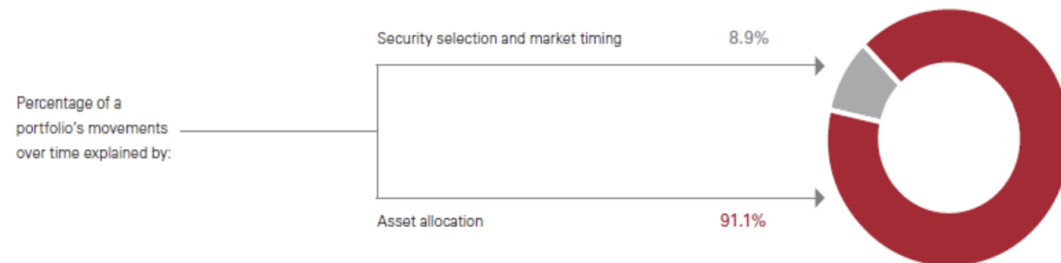 Security selection and market timing 8.9%
Percentage of a
portfolio's movements
over time explained by:
Asset allocation 91.1%